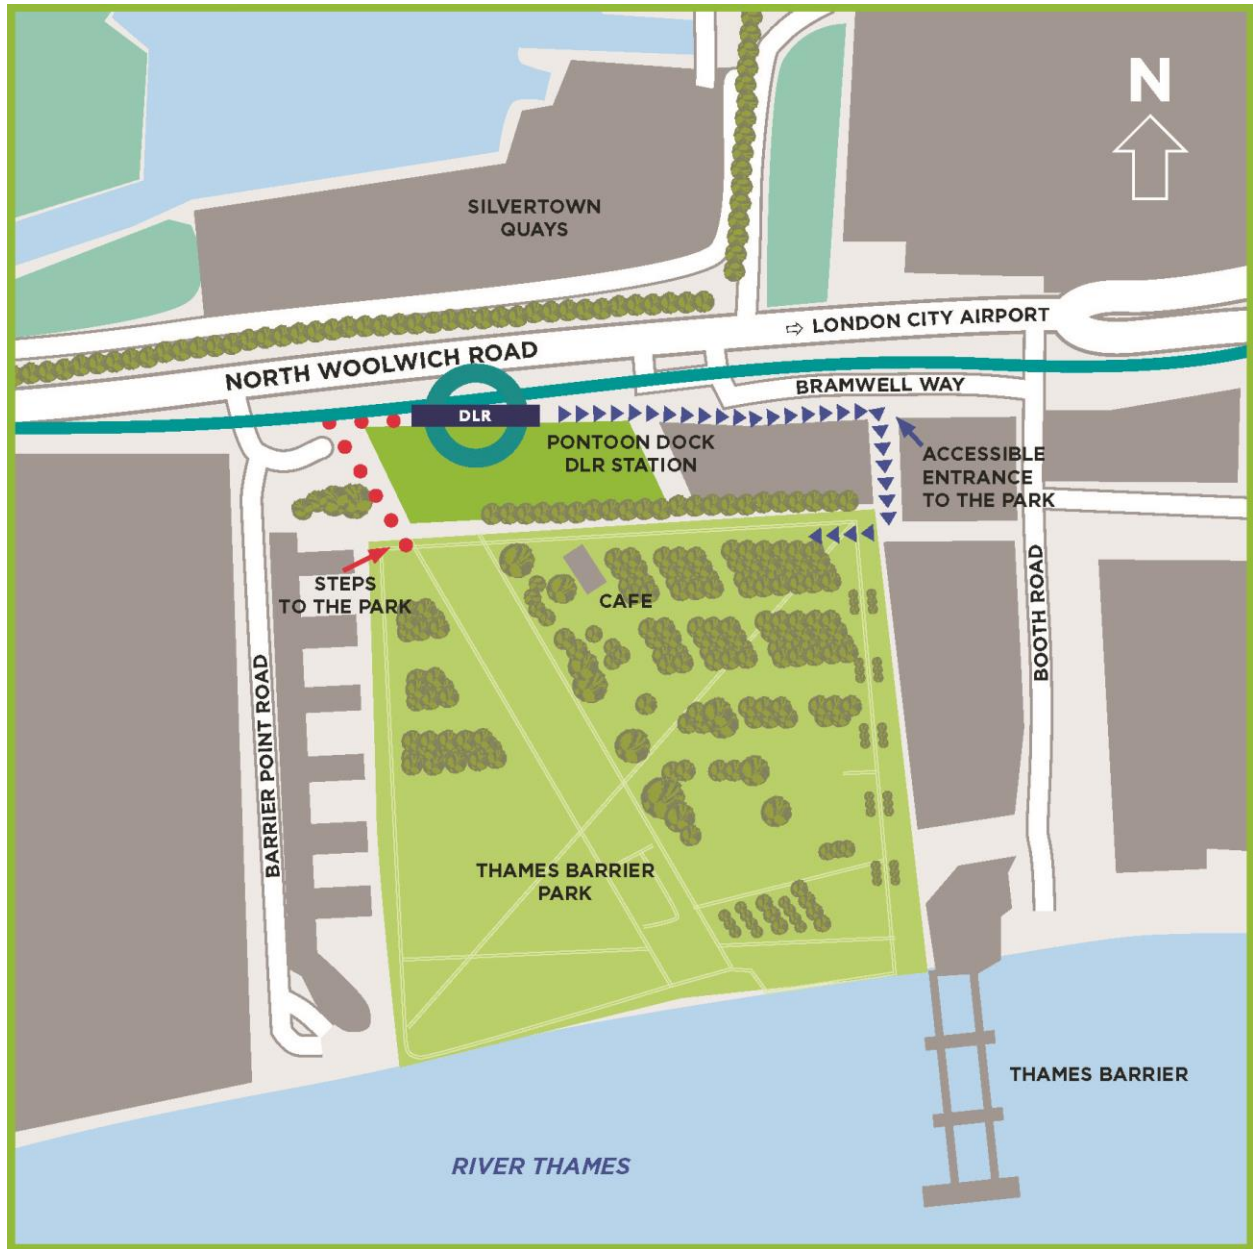 N
SILVERTOWN
QUAYS
⇨ LONDON CITY AIRPORT
NORTH WOOLWICH ROAD
BRAMWELL WAY
DLR
PONTOON DOCK
DLR STATION
ACCESSIBLE
ENTRANCE
TO THE PARK
STEPS
TO THE PARK
CAFE
BOOTH ROAD
BARRIER POINT ROAD
THAMES BARRIER
PARK
THAMES BARRIER
RIVER THAMES